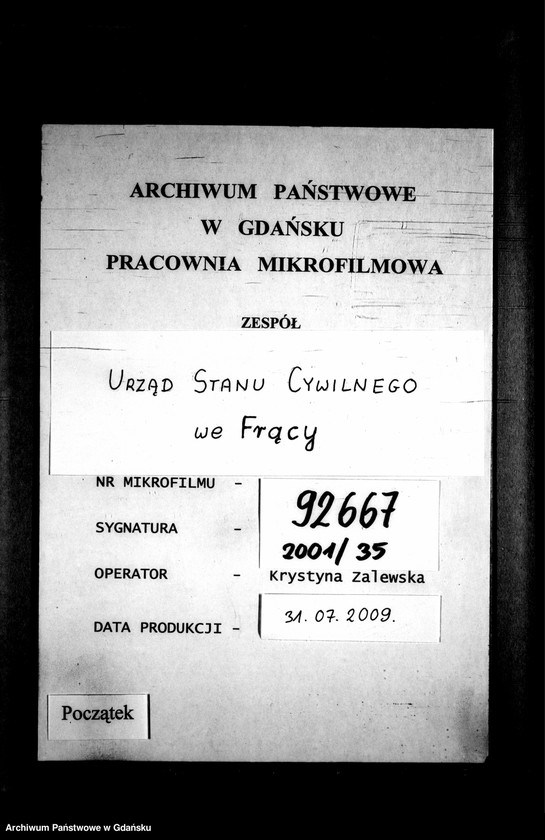 ARCHIWUM PAŃSTWOWE
W GDAŃSKU
PRACOWNIA MIKROFILMOWA
ZESPÓŁ
URZĄD STANU CYWILNEGO
we Frący
NR MIKROFILMU - 92667
SYGNATURA - 2001/35
OPERATOR - Krystyna Zalewska
DATA PRODUKCJI - 31.07.2009.
Początek
Archiwum Państwowe w Gdańsku